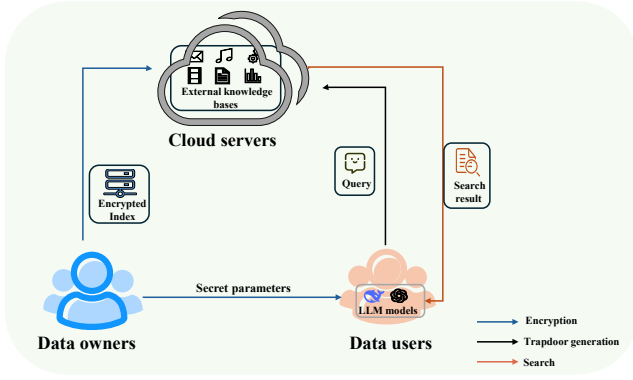 External knowledge
bases
Cloud servers
Encrypted
Index
Query
Search
result
Secret parameters
LLM models
Data owners
Data users
Encryption
Trapdoor generation
Search